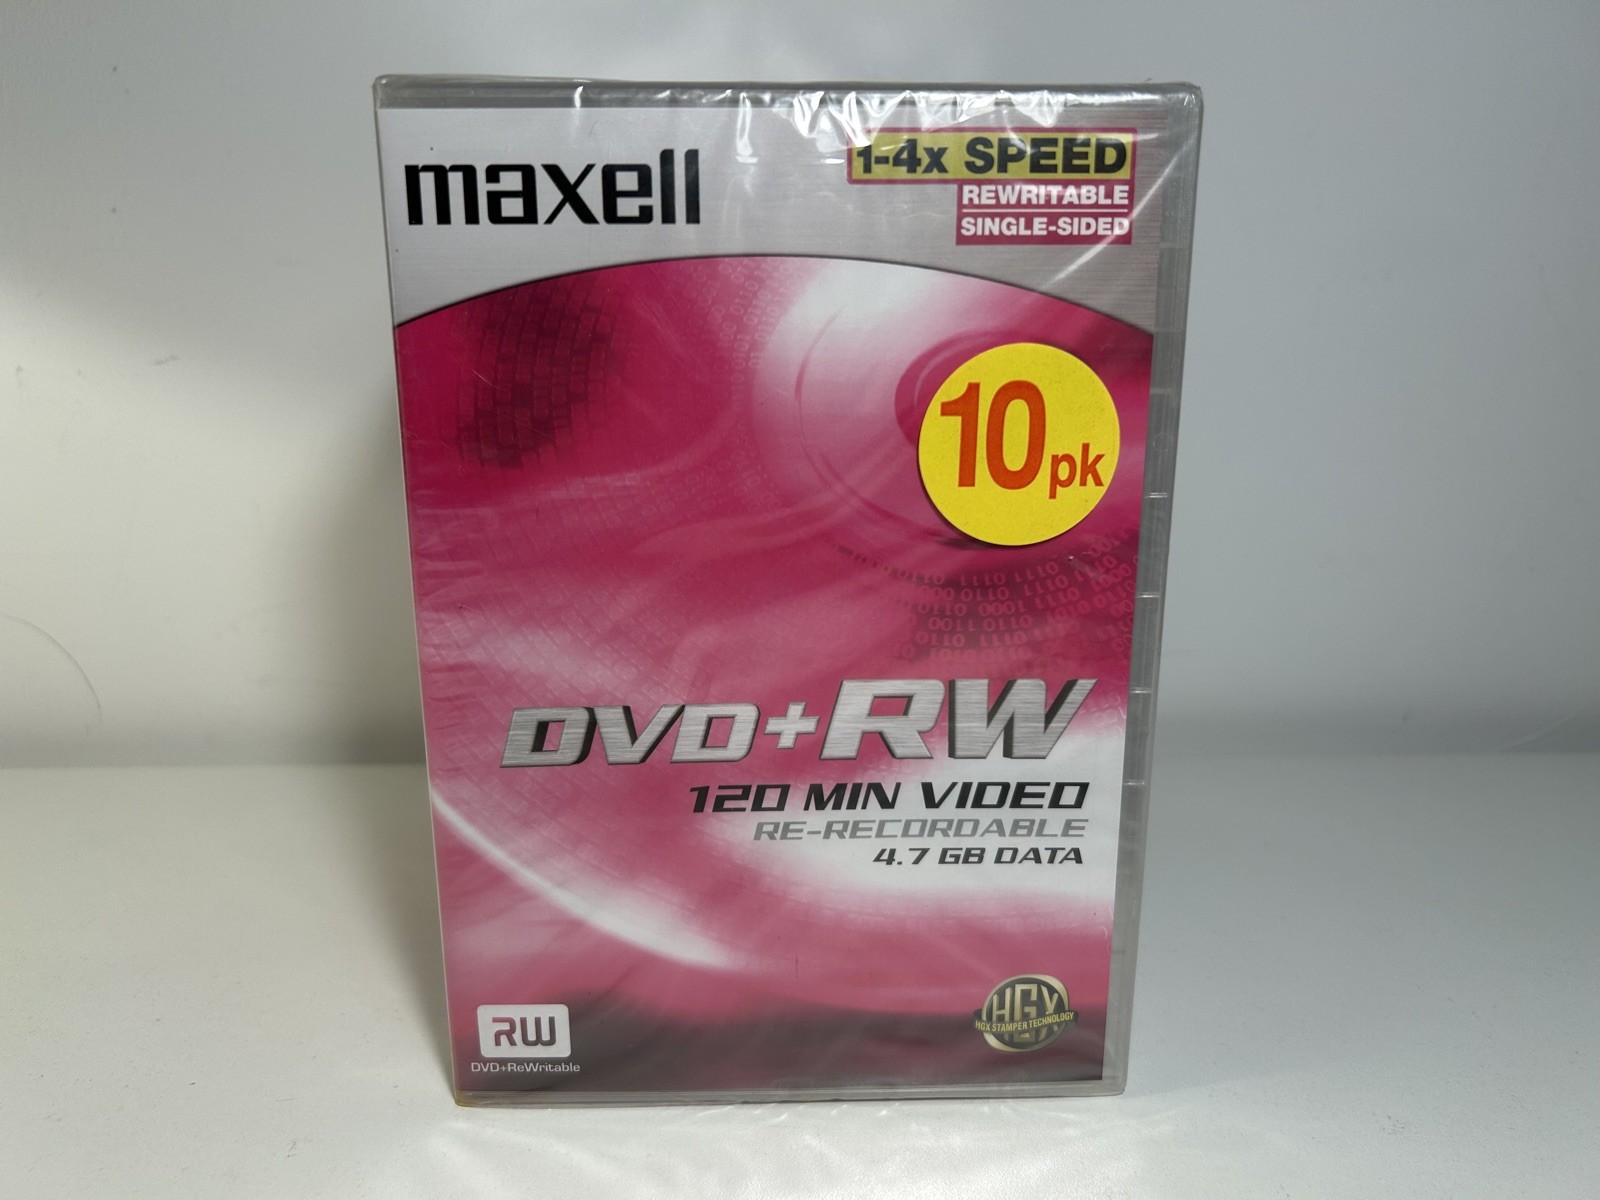 maxell
1-4x SPEED
REWRITABLE
SINGLE-SIDED
10pk
DVD+RW
120 MIN VIDEO
RE-RECORDABLE
4.7 GB DATA
RW
DVD+ReWritable
HGX
HGX STAMPER TECHNOLOGY